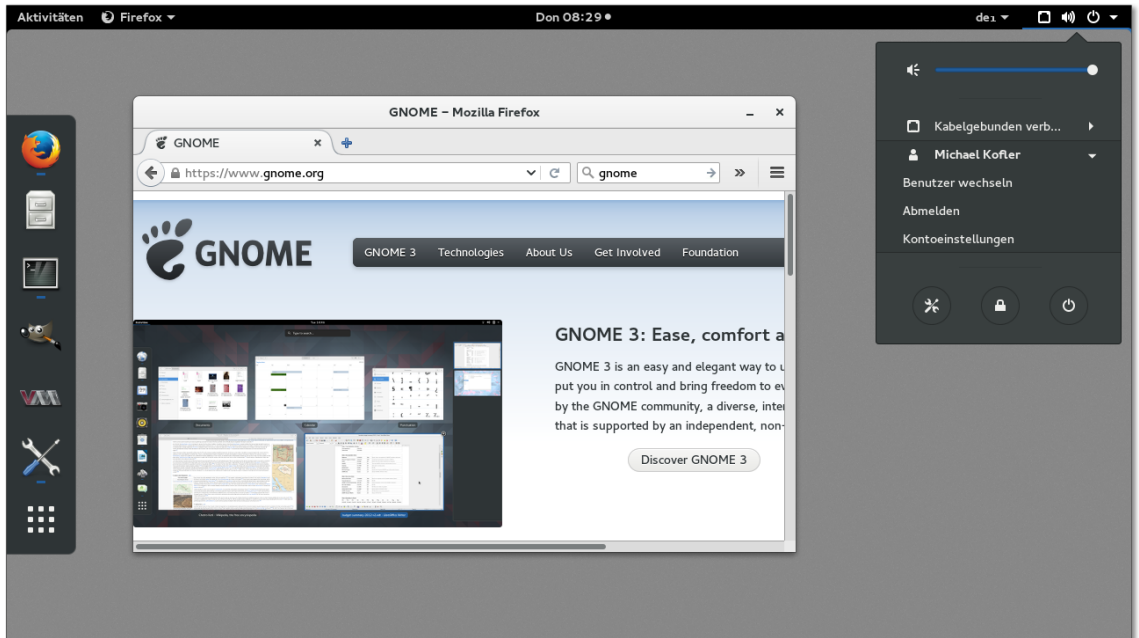 Aktivitäten Firefox Don 08:29 de1
GNOME – Mozilla Firefox
GNOME
https://www.gnome.org gnome
GNOME
GNOME 3 Technologies About Us Get Involved Foundation
GNOME 3: Ease, comfort a
GNOME 3 is an easy and elegant way to u
put you in control and bring freedom to ev
by the GNOME community, a diverse, inter
that is supported by an independent, non-
Discover GNOME 3
Kabelgebunden verb...
Michael Kofler
Benutzer wechseln
Abmelden
Kontoeinstellungen